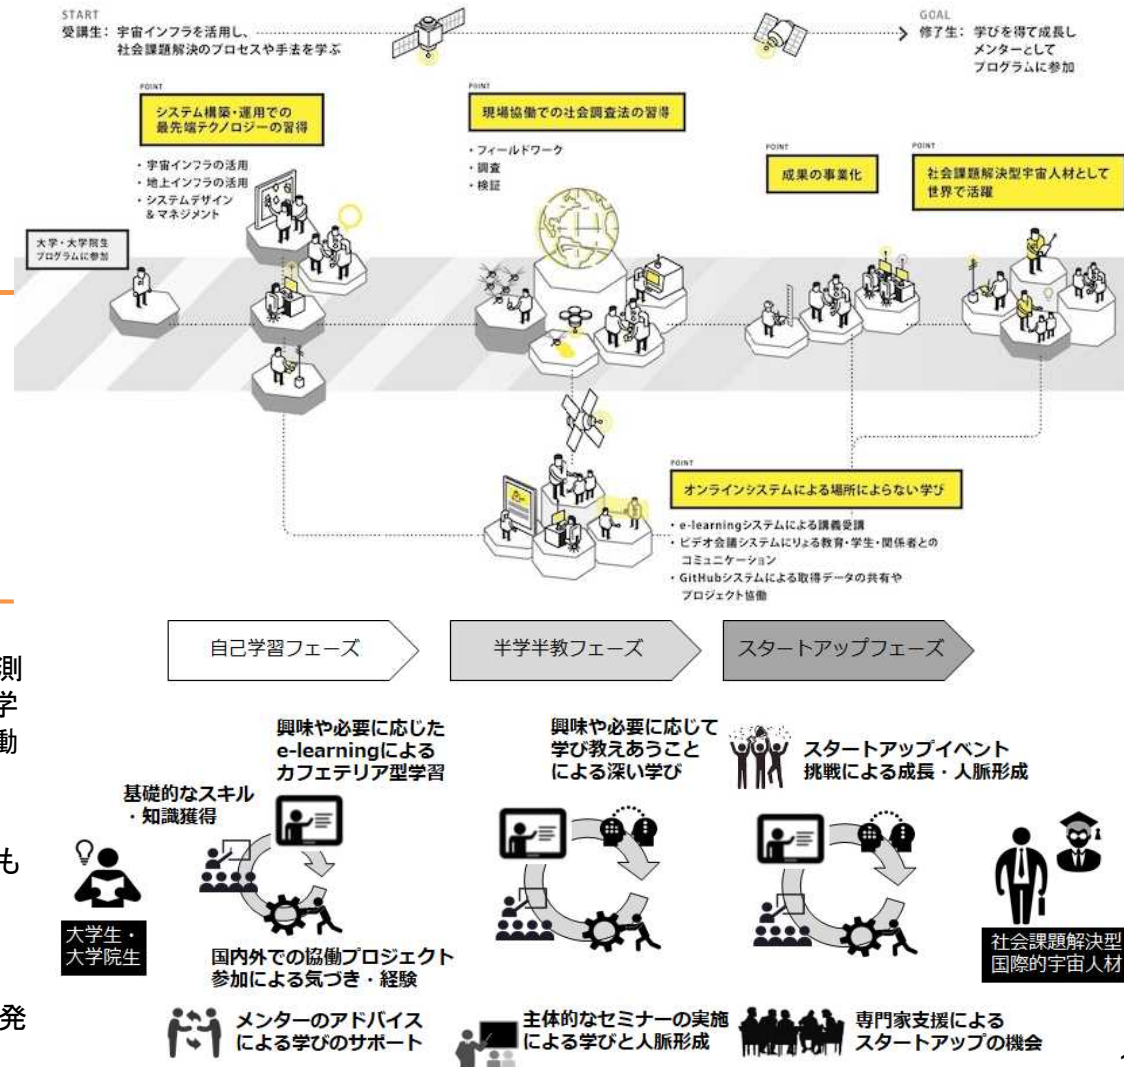 START
受講生: 宇宙インフラを活用し、
社会課題解決のプロセスや手法を学ぶ
GOAL
修了生: 学びを得て成長し
メンターとして
プログラムに参加
POINT
システム構築・運用での
最先端テクノロジーの習得
・宇宙インフラの活用
・地上インフラの活用
・システムデザイン
&マネジメント
POINT
現場協働での社会調査法の習得
・フィールドワーク
・調査
・検証
POINT
成果の事業化
POINT
社会課題解決型宇宙人材として
世界で活躍
大学・大学院生
プログラムに参加
POINT
オンラインシステムによる場所によらない学び
・e-learningシステムによる講義受講
・ビデオ会議システムにりょる教育・学生・関係者との
コミュニケーション
・GitHubシステムによる取得データの共有や
プロジェクト協働
自己学習フェーズ
半学半教フェーズ
スタートアップフェーズ
測
学
働
も
発
興味や必要に応じた
e-learningによる
カフェテリア型学習
基礎的なスキル
・知識獲得
大学生・
大学院生
国内外での協働プロジェクト
参加による気づき・経験
メンターのアドバイス
による学びのサポート
興味や必要に応じて
学び教えあうこと
による深い学び
主体的なセミナーの実施
による学びと人脈形成
スタートアップイベント
挑戦による成長・人脈形成
専門家支援による
スタートアップの機会
社会課題解決型
国際的宇宙人材